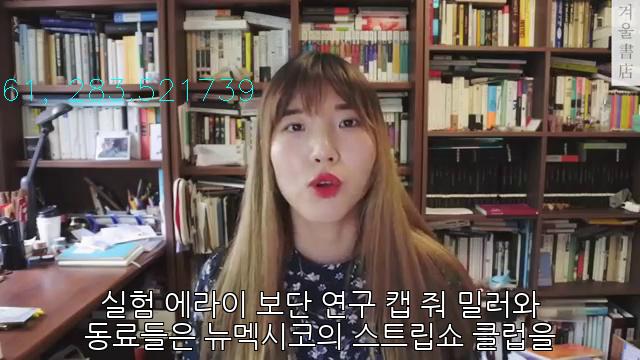 겨울書店
61, 283.521739
실험 에라이 보단 연구 캡 줘 밀러와
동료들은 뉴멕시코의 스트립쇼 클럽을